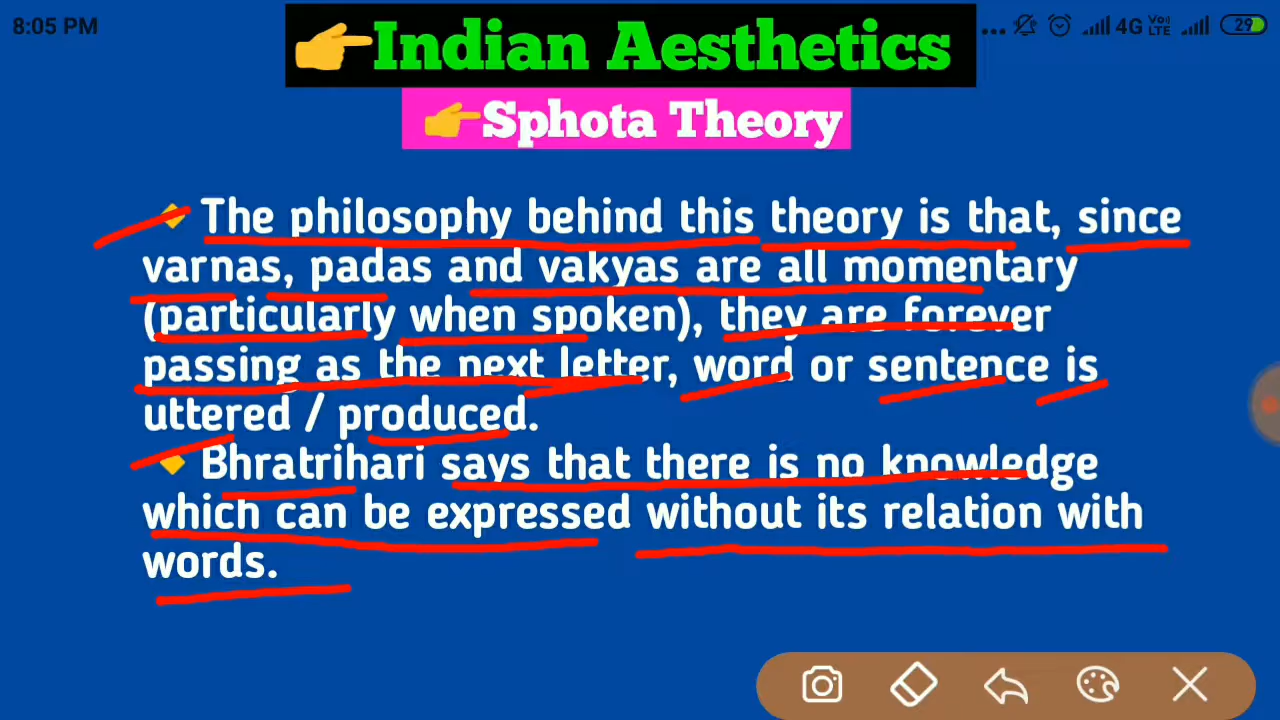 8:05 PM
... 4G Vo) LTE 29
👉Indian Aesthetics
👉Sphota Theory
🔸The philosophy behind this theory is that, since
varnas, padas and vakyas are all momentary
(particularly when spoken), they are forever
passing as the next letter, word or sentence is
uttered / produced.
🔸Bhratrihari says that there is no knowledge
which can be expressed without its relation with
words.